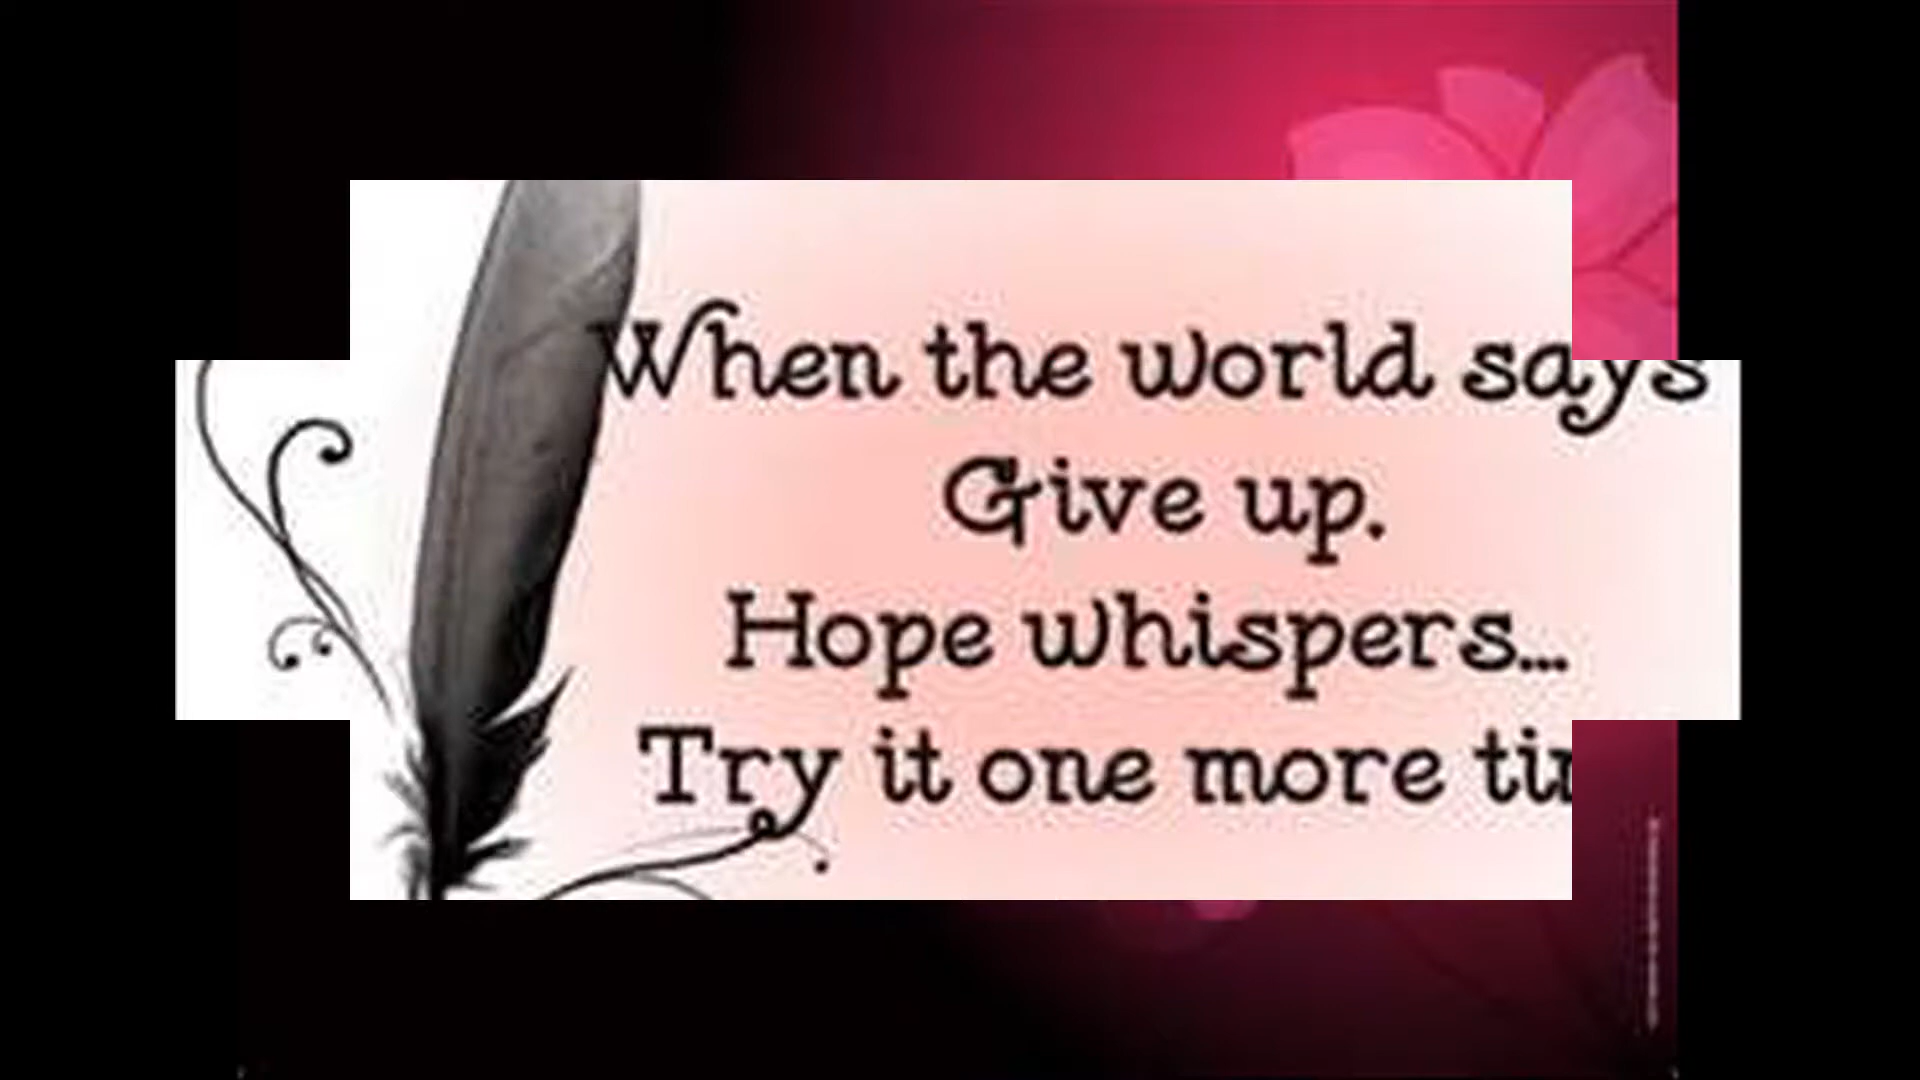 When the world says
Give up.
Hope whispers...
Try it one more